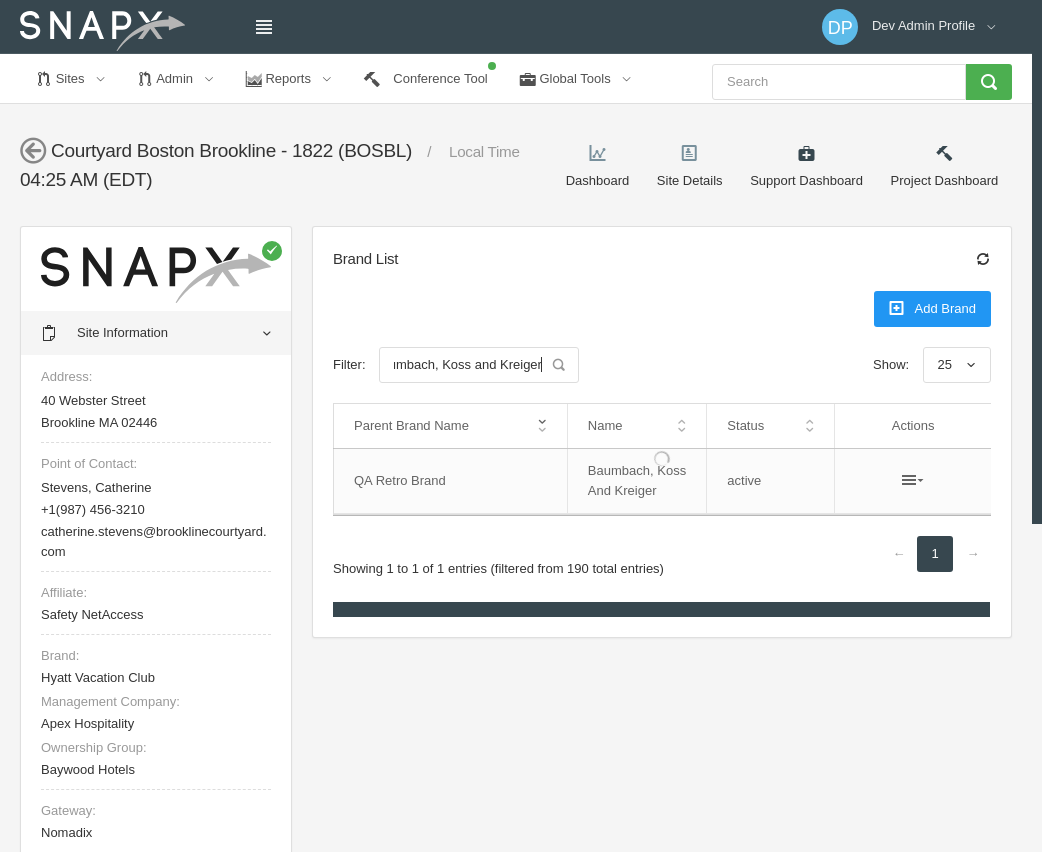 SNAPX
DP Dev Admin Profile
Sites Admin Reports Conference Tool Global Tools Search
Courtyard Boston Brookline - 1822 (BOSBL) / Local Time
04:25 AM (EDT)
Dashboard Site Details Support Dashboard Project Dashboard
SNAPX
Site Information
Address:
40 Webster Street
Brookline MA 02446
Point of Contact:
Stevens, Catherine
+1(987) 456-3210
catherine.stevens@brooklinecourtyard.
com
Affiliate:
Safety NetAccess
Brand:
Hyatt Vacation Club
Management Company:
Apex Hospitality
Ownership Group:
Baywood Hotels
Gateway:
Nomadix
Brand List
Add Brand
Filter: mbach, Koss and Kreiger Show: 25
Parent Brand Name Name Status Actions
QA Retro Brand Baumbach, Koss active
And Kreiger
← 1 →
Showing 1 to 1 of 1 entries (filtered from 190 total entries)